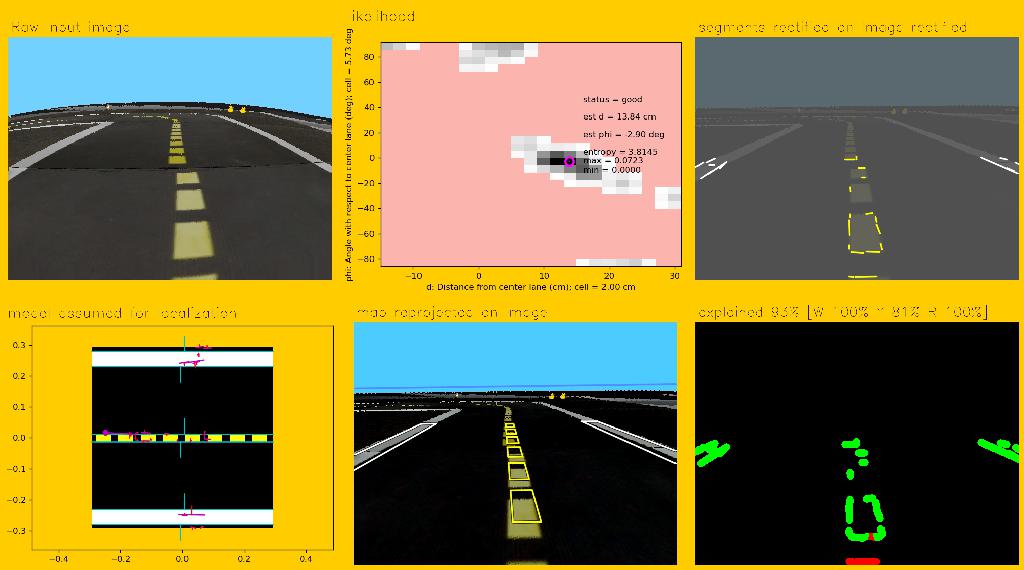 Raw input image
ikelihood
segments rectified on image rectified
phi: Angle with respect to center lane (deg); cell = 5.73 deg
80
60
40
20
0
−20
−40
−60
−80
status = good
est d = 13.84 cm
est phi = -2.90 deg
entropy = 3.8145
max = 0.0723
min = 0.0000
−10
0
10
20
30
d: Distance from center lane (cm); cell = 2.00 cm
model assumed for localization
map reprojected on image
explained 93% [W 100% Y 81% R 100%]
0.3
0.2
0.1
0.0
−0.1
−0.2
−0.3
−0.4
−0.2
0.0
0.2
0.4